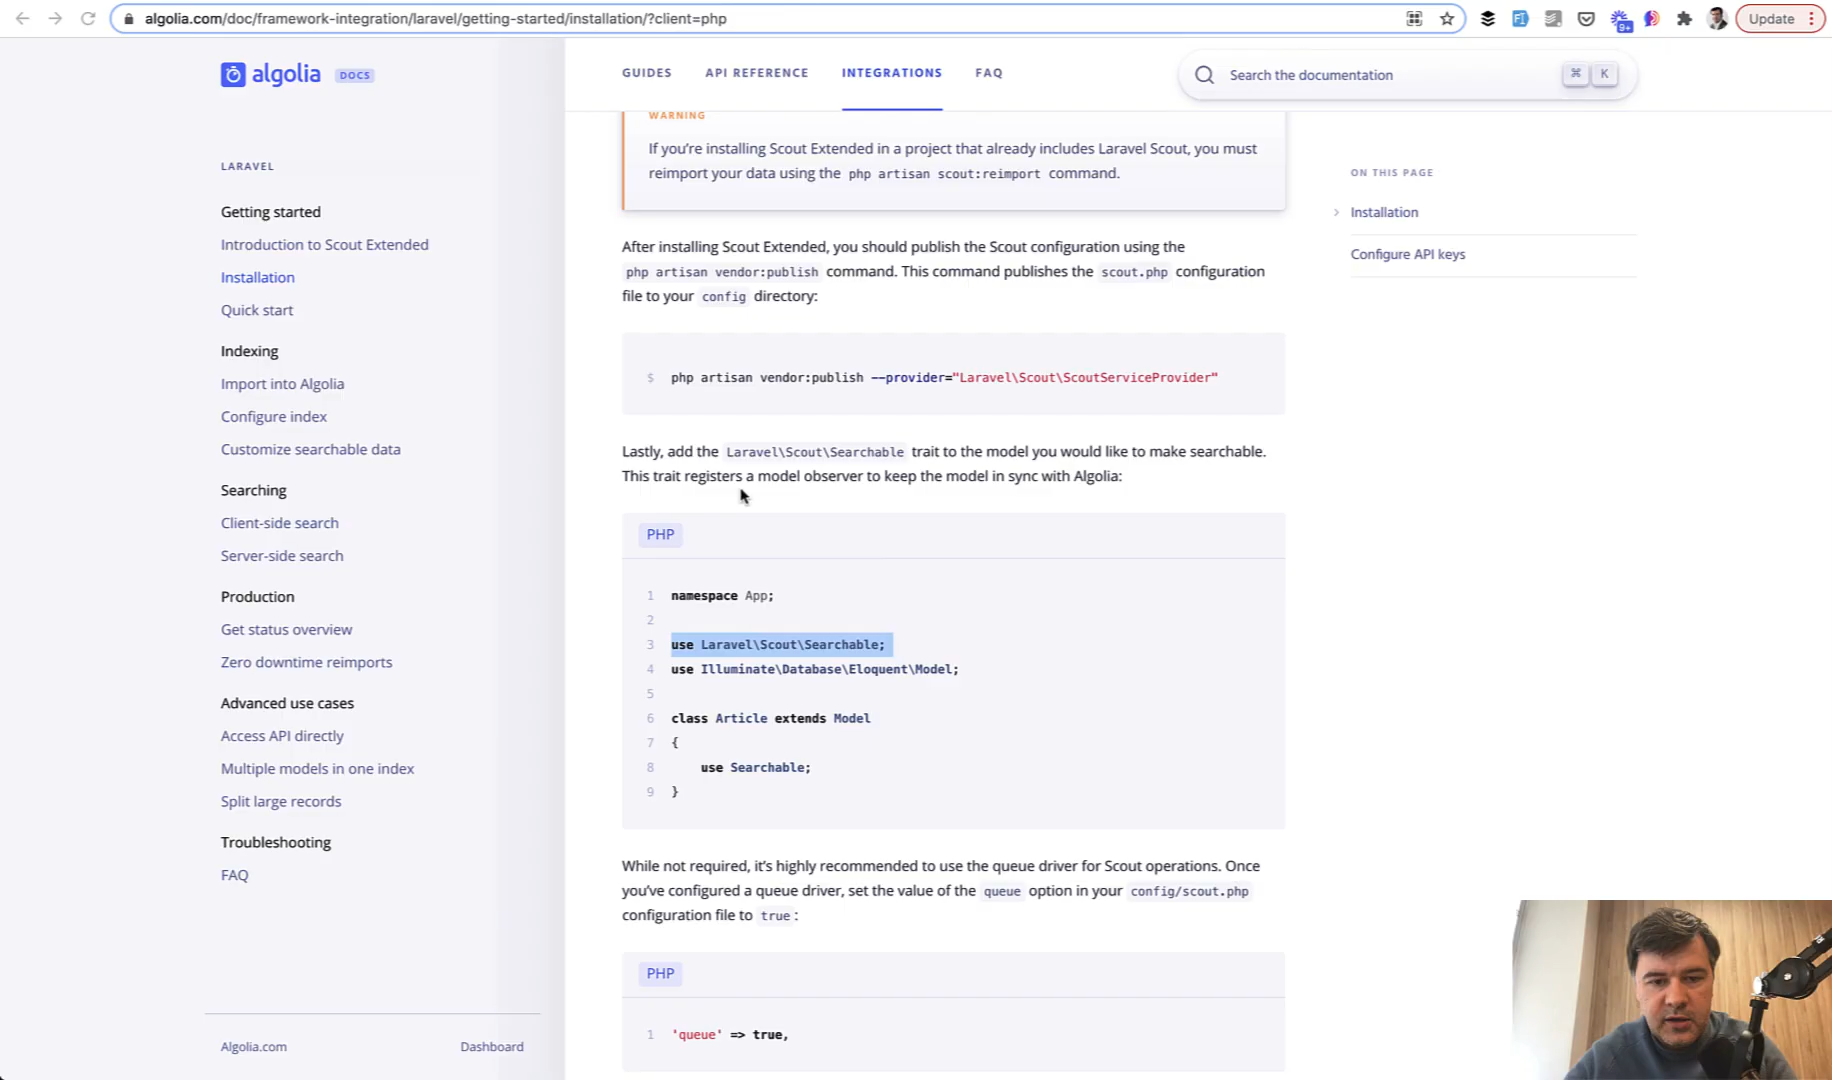 algolia.com/doc/framework-integration/laravel/getting-started/installation/?client=php
9+
Update
algolia DOCS
GUIDES
API REFERENCE
INTEGRATIONS
FAQ
Search the documentation
⌘ K
LARAVEL
Getting started
Introduction to Scout Extended
Installation
Quick start
Indexing
Import into Algolia
Configure index
Customize searchable data
Searching
Client-side search
Server-side search
Production
Get status overview
Zero downtime reimports
Advanced use cases
Access API directly
Multiple models in one index
Split large records
Troubleshooting
FAQ
Algolia.com
Dashboard
WARNING
If you’re installing Scout Extended in a project that already includes Laravel Scout, you must
reimport your data using the php artisan scout:reimport command.
After installing Scout Extended, you should publish the Scout configuration using the
php artisan vendor:publish command. This command publishes the scout.php configuration
file to your config directory:
$ php artisan vendor:publish --provider="Laravel\Scout\ScoutServiceProvider"
Lastly, add the Laravel\Scout\Searchable trait to the model you would like to make searchable.
This trait registers a model observer to keep the model in sync with Algolia:
PHP
1 namespace App;
2
3 use Laravel\Scout\Searchable;
4 use Illuminate\Database\Eloquent\Model;
5
6 class Article extends Model
7 {
8 use Searchable;
9 }
While not required, it’s highly recommended to use the queue driver for Scout operations. Once
you’ve configured a queue driver, set the value of the queue option in your config/scout.php
configuration file to true :
PHP
1 'queue' => true,
ON THIS PAGE
Installation
Configure API keys